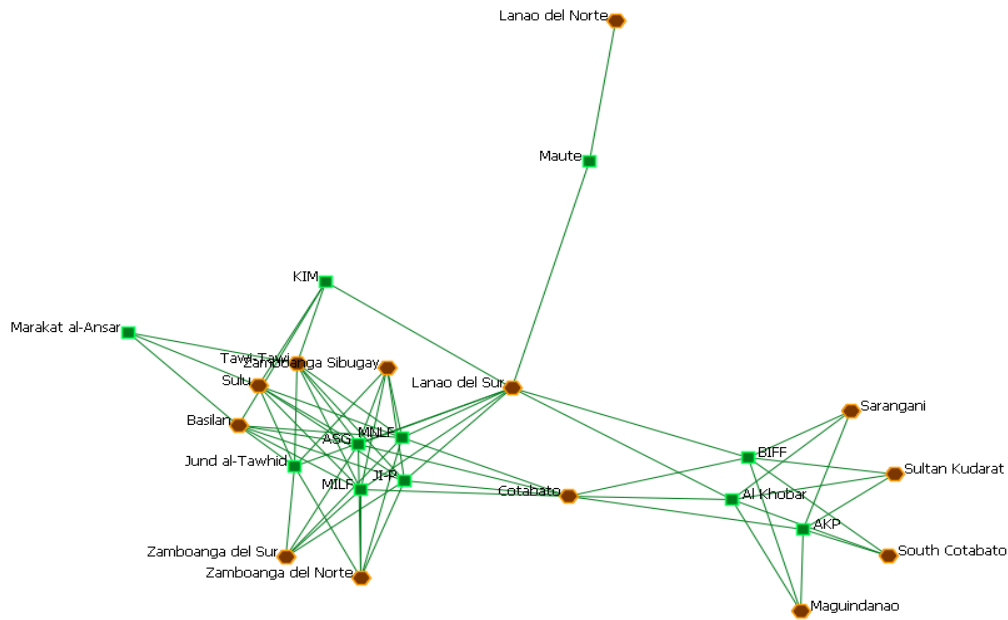 Lanao del Norte
Maute
KIM
Marakat al-Ansar
Tawi-Tawi
Zamboanga Sibugay
Sulu
Lanao del Sur
Sarangani
Basilan
MNLF
ASG
BIFF
Jund al-Tawhid
Sultan Kudarat
JI-P
MILF
Cotabato
Al Khobar
AKP
Zamboanga del Sur
South Cotabato
Zamboanga del Norte
Maguindanao